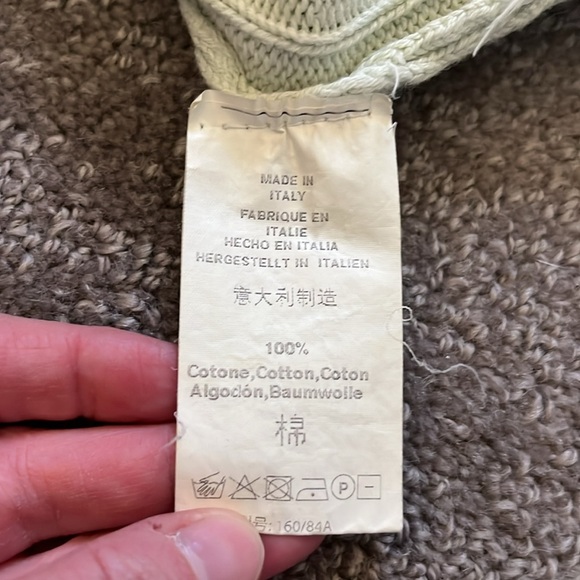 MADE IN
ITALY
FABRIQUE EN
ITALIE
HECHO EN ITALIA
HERGESTELLT IN ITALIEN
意大利制造
100%
Cotone,Cotton,Coton
Algodón,Baumwolle
棉
P
号: 160/84A